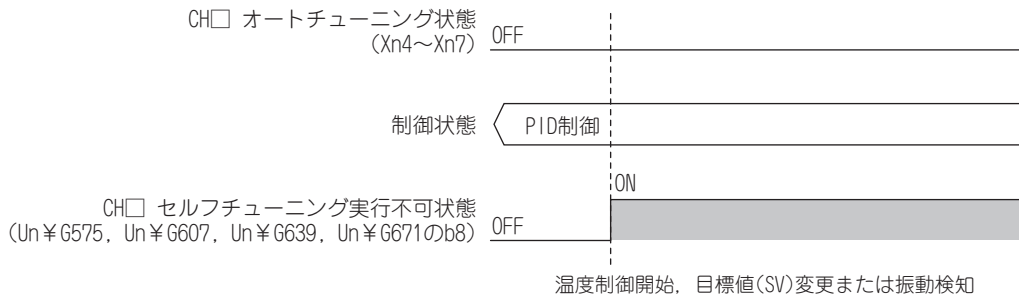 CH□ オートチューニング状態
(Xn4～Xn7)
OFF
制御状態
PID制御
ON
CH□ セルフチューニング実行不可状態
(Un￥G575, Un￥G607, Un￥G639, Un￥G671のb8)
OFF
温度制御開始, 目標値(SV)変更または振動検知